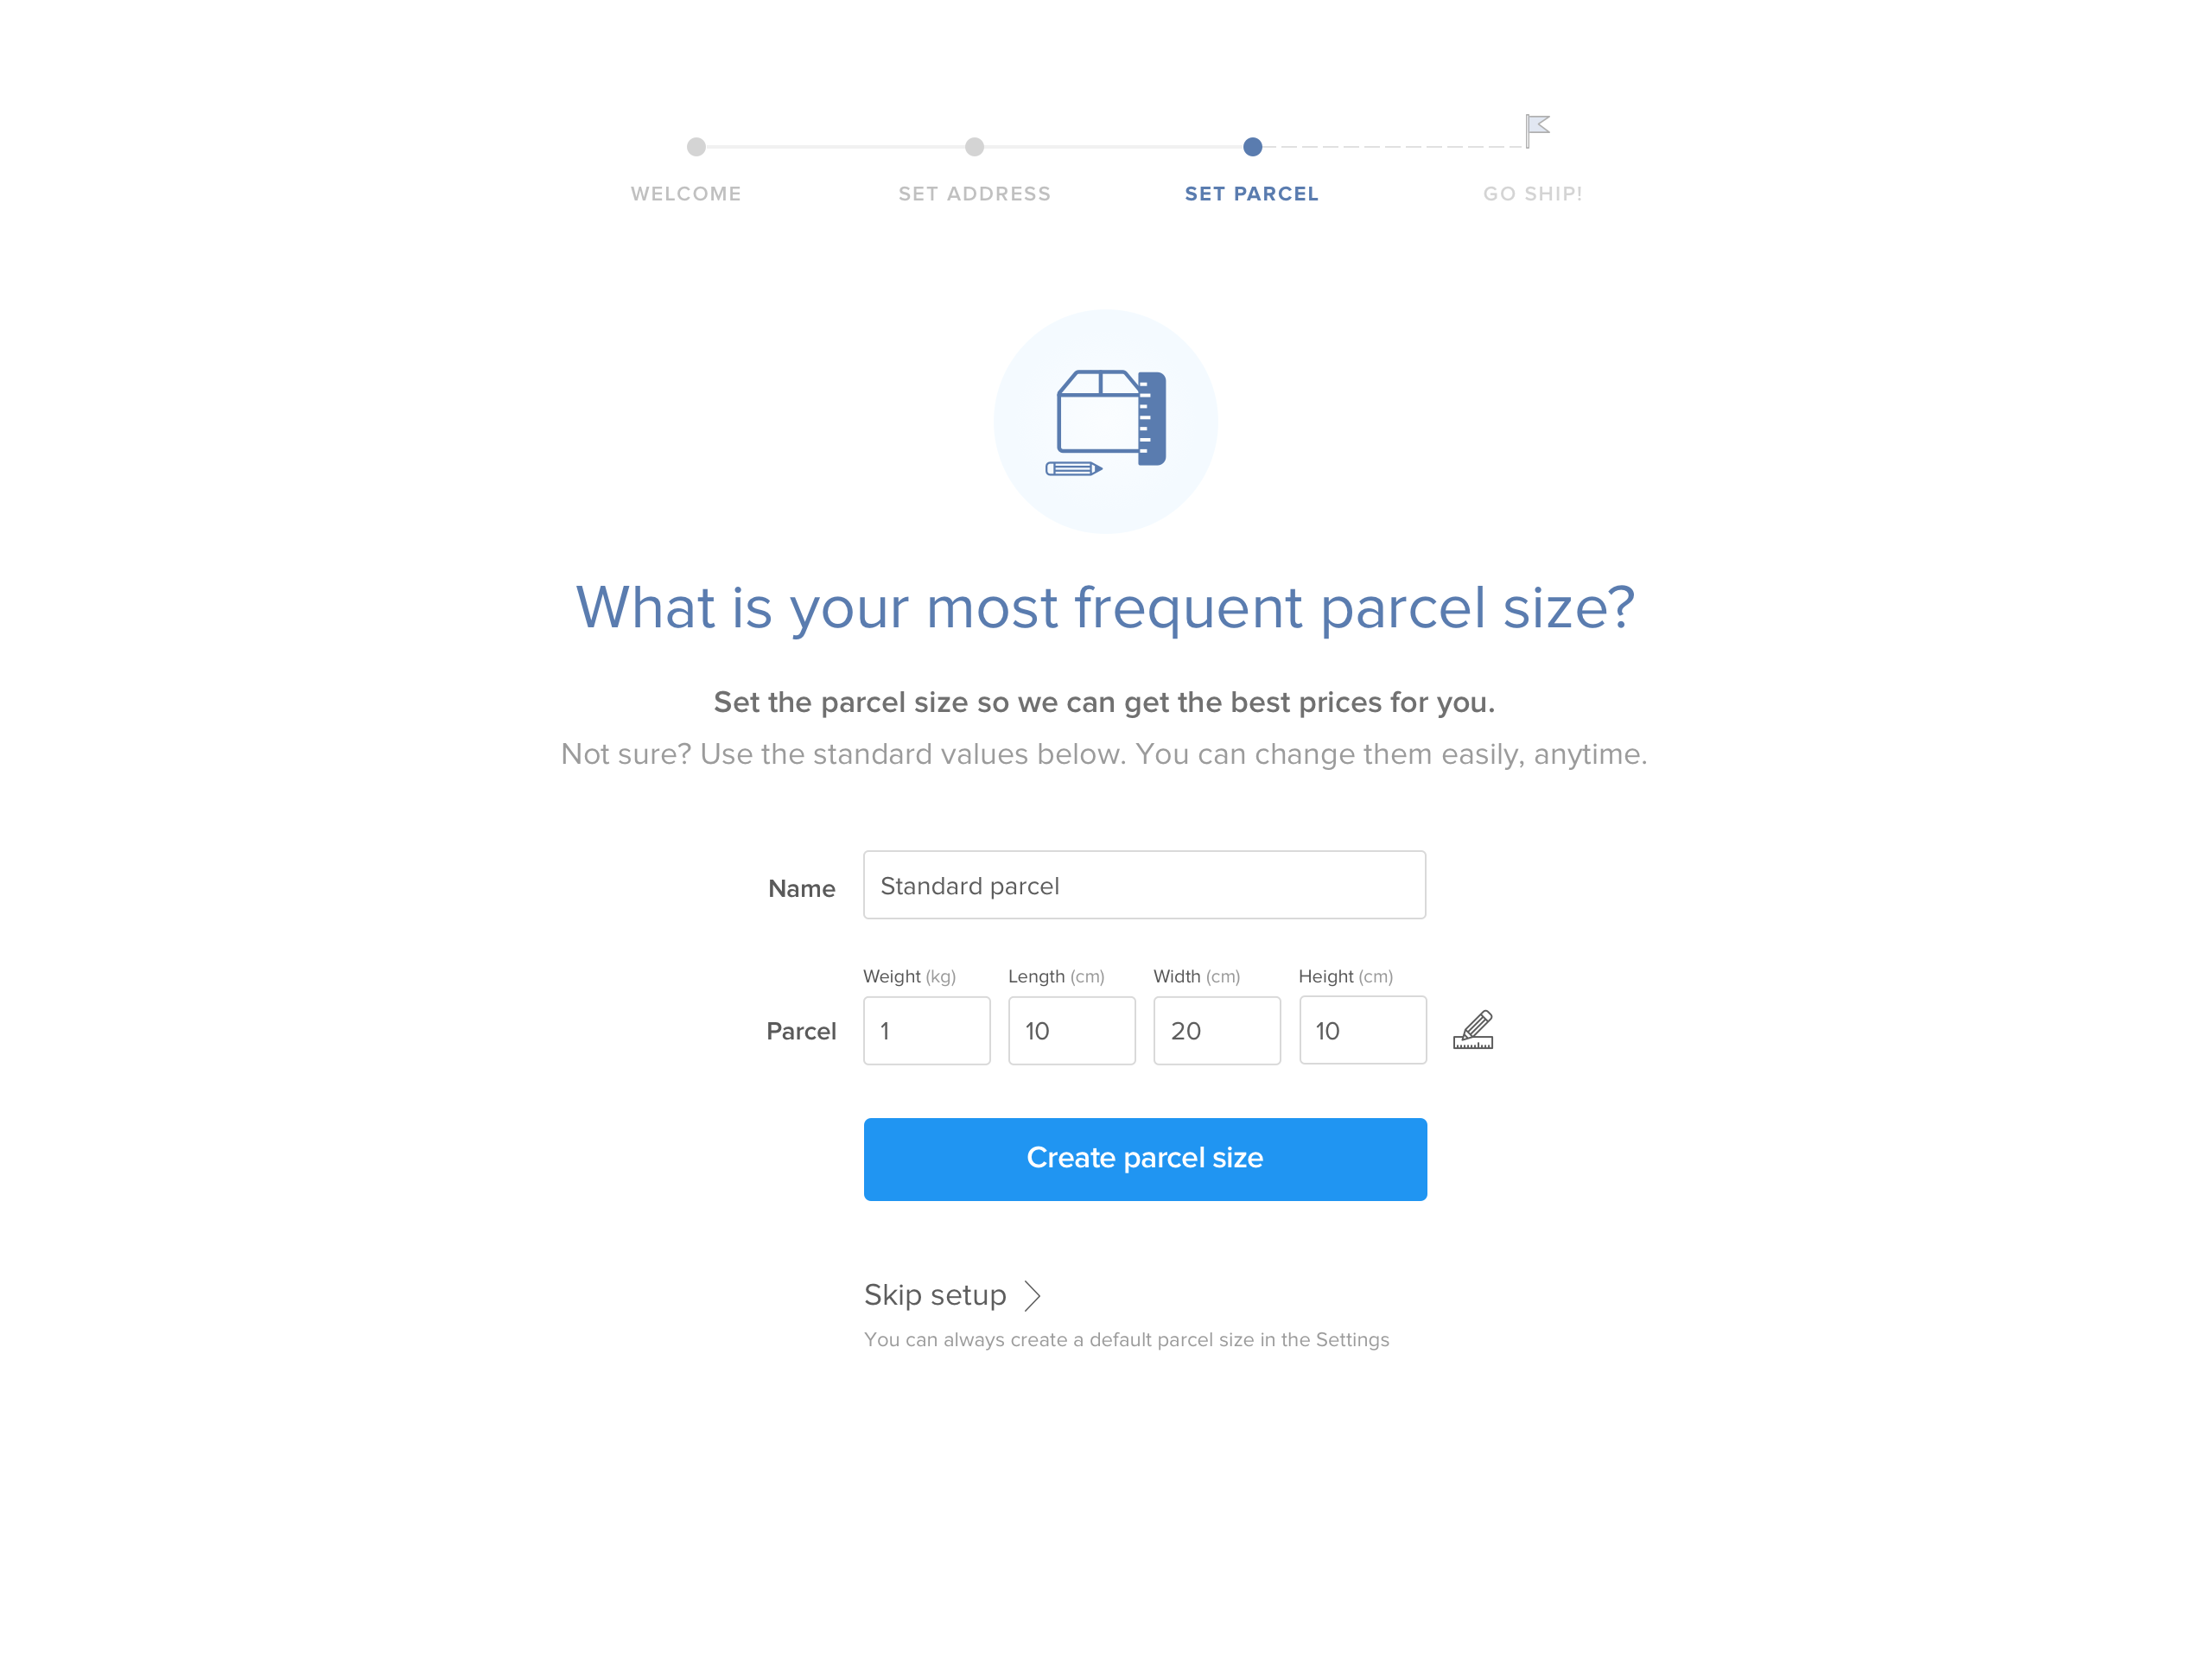 WELCOME SET ADDRESS SET PARCEL GO SHIP!
What is your most frequent parcel size?
Set the parcel size so we can get the best prices for you.
Not sure? Use the standard values below. You can change them easily, anytime.
Name Standard parcel
Weight (kg) Length (cm) Width (cm) Height (cm)
Parcel 1 10 20 10
Create parcel size
Skip setup
You can always create a default parcel size in the Settings